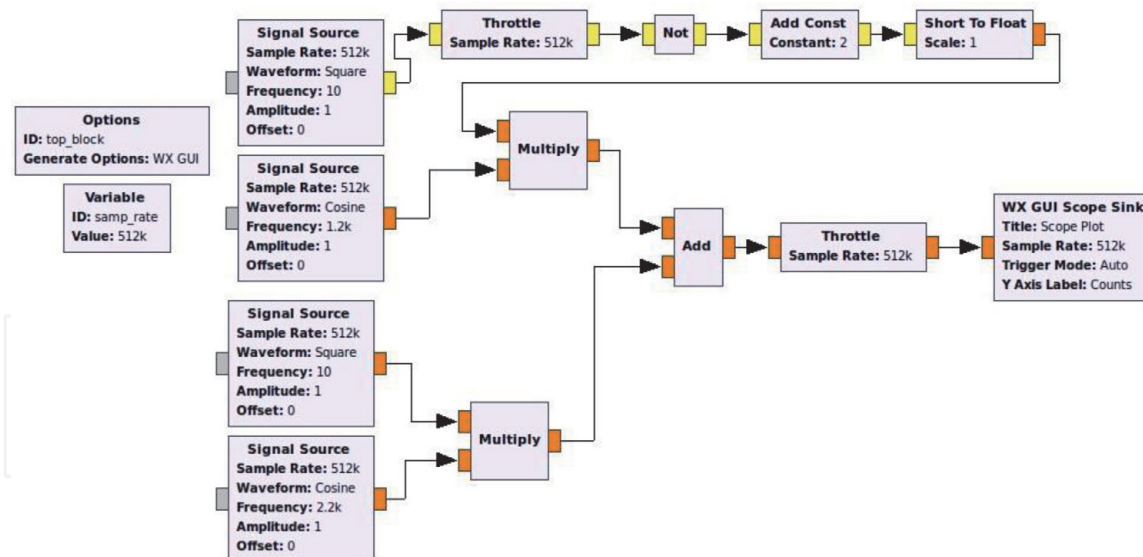 Signal Source
Sample Rate: 512k
Waveform: Square
Frequency: 10
Amplitude: 1
Offset: 0
Throttle
Sample Rate: 512k
Not
Add Const
Constant: 2
Short To Float
Scale: 1
Options
ID: top_block
Generate Options: WX GUI
Variable
ID: samp_rate
Value: 512k
Signal Source
Sample Rate: 512k
Waveform: Cosine
Frequency: 1.2k
Amplitude: 1
Offset: 0
Multiply
Add
Throttle
Sample Rate: 512k
WX GUI Scope Sink
Title: Scope Plot
Sample Rate: 512k
Trigger Mode: Auto
Y Axis Label: Counts
Signal Source
Sample Rate: 512k
Waveform: Square
Frequency: 10
Amplitude: 1
Offset: 0
Signal Source
Sample Rate: 512k
Waveform: Cosine
Frequency: 2.2k
Amplitude: 1
Offset: 0
Multiply